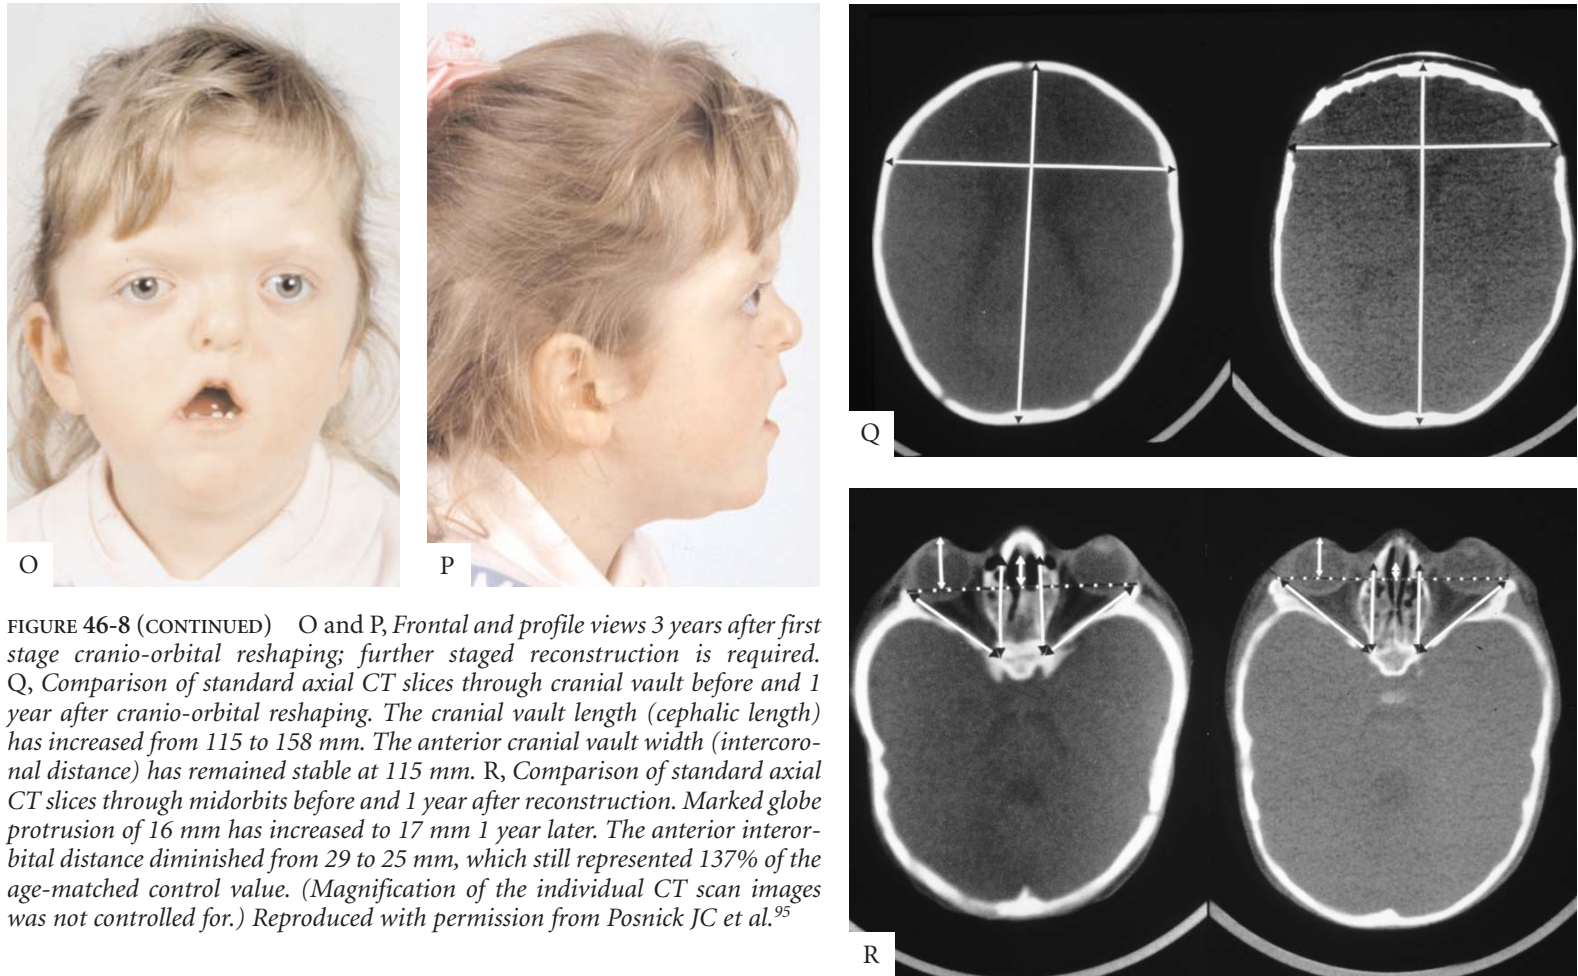 O
P
FIGURE 46-8 (CONTINUED) O and P, Frontal and profile views 3 years after first
stage cranio-orbital reshaping; further staged reconstruction is required.
Q, Comparison of standard axial CT slices through cranial vault before and 1
year after cranio-orbital reshaping. The cranial vault length (cephalic length)
has increased from 115 to 158 mm. The anterior cranial vault width (intercoro-
nal distance) has remained stable at 115 mm. R, Comparison of standard axial
CT slices through midorbits before and 1 year after reconstruction. Marked globe
protrusion of 16 mm has increased to 17 mm 1 year later. The anterior interor-
bital distance diminished from 29 to 25 mm, which still represented 137% of the
age-matched control value. (Magnification of the individual CT scan images
was not controlled for.) Reproduced with permission from Posnick JC et al.95
Q
R